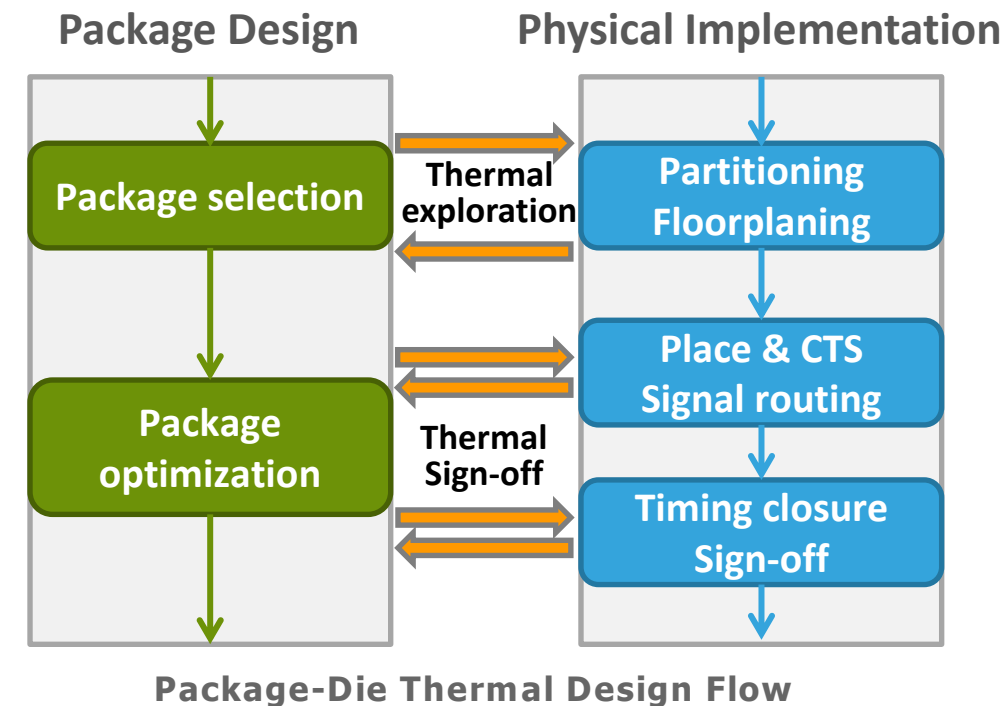 Package Design
Physical Implementation
Package selection
Thermal
exploration
Partitioning
Floorplaning
Place & CTS
Signal routing
Package
optimization
Thermal
Sign-off
Timing closure
Sign-off
Package-Die Thermal Design Flow